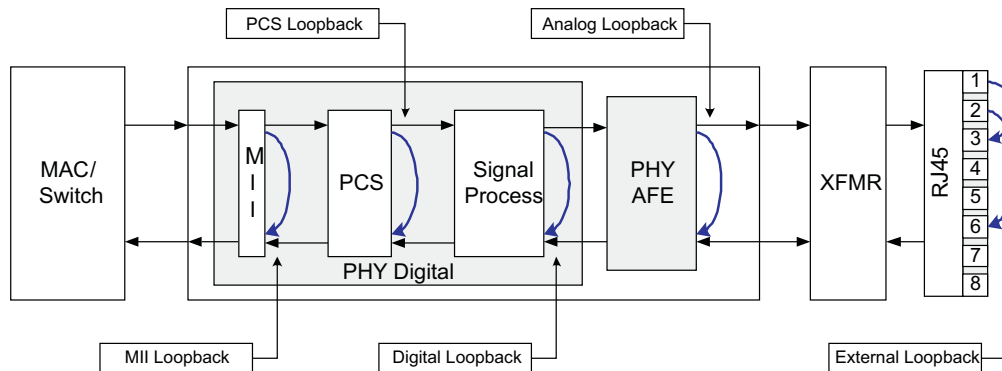 PCS Loopback
Analog Loopback
MAC/
Switch
M
I
I
PCS
Signal
Process
PHY Digital
PHY
AFE
XFMR
RJ45
1
2
3
4
5
6
7
8
MII Loopback
Digital Loopback
External Loopback